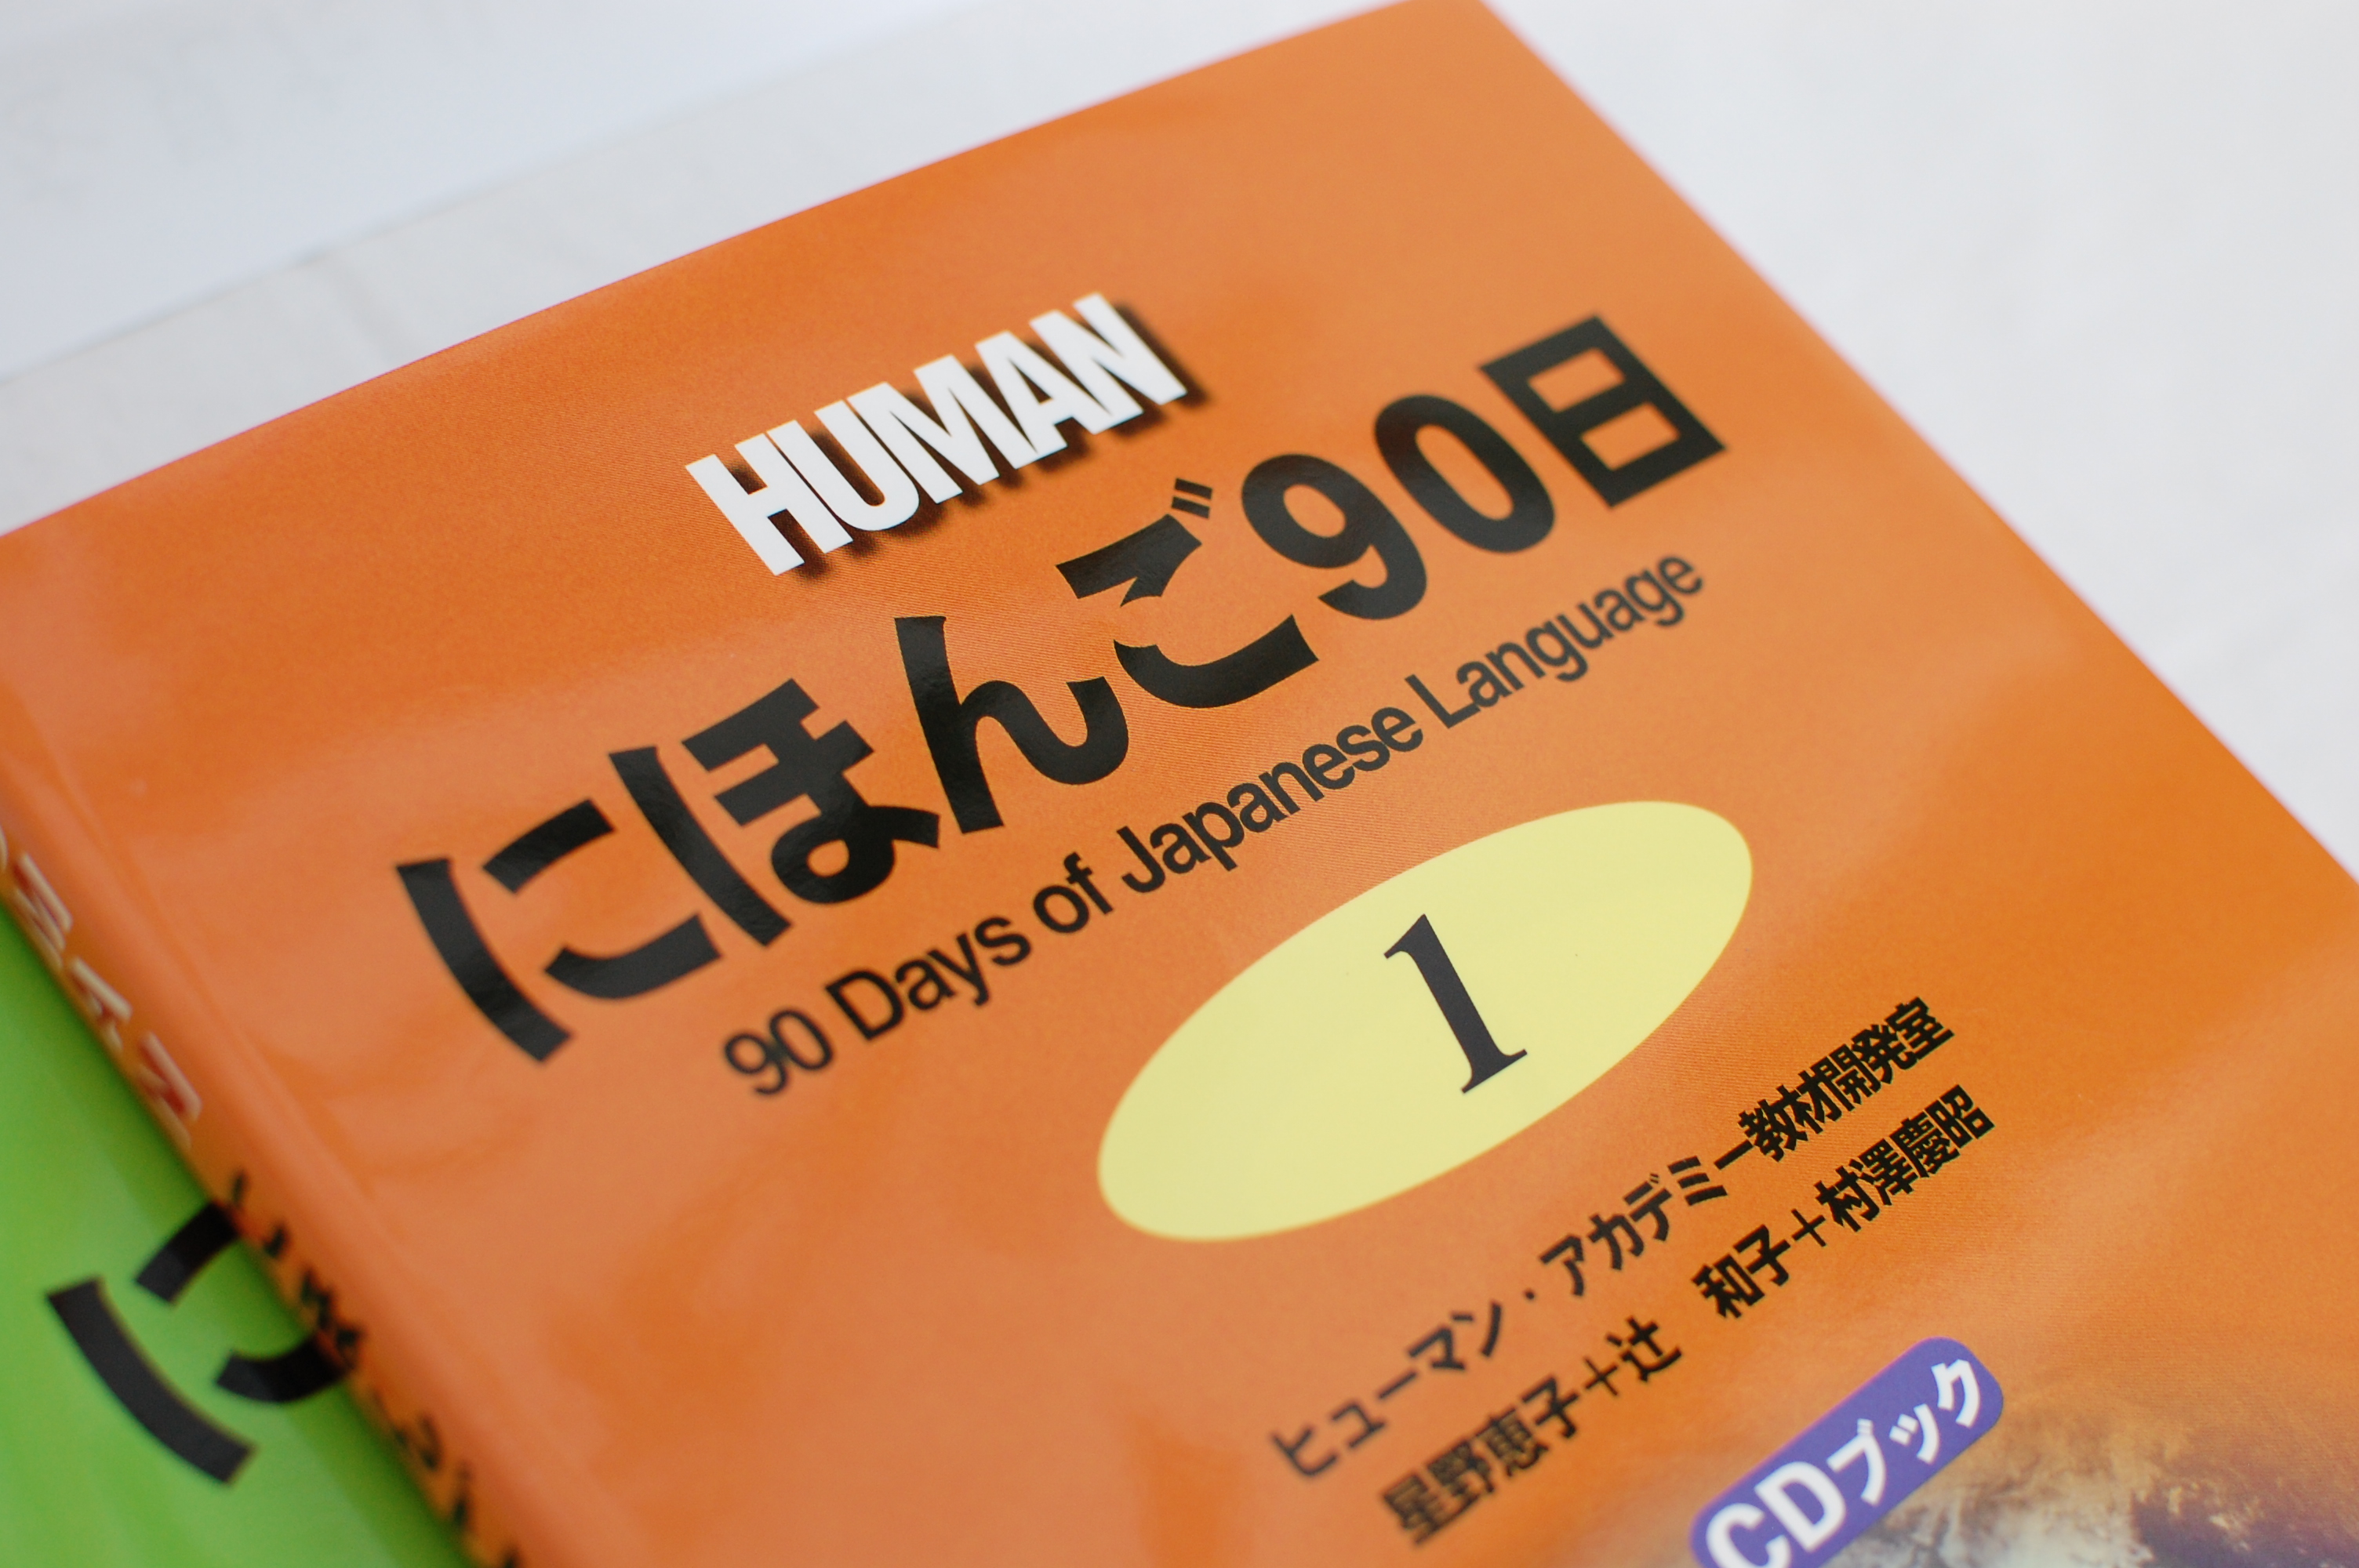 HUMAN
にほんご90日
90 Days of Japanese Language
1
ヒューマン・アカデミー教材開発室
星野恵子＋辻　和子＋村澤慶昭
CDブック
MAN
に